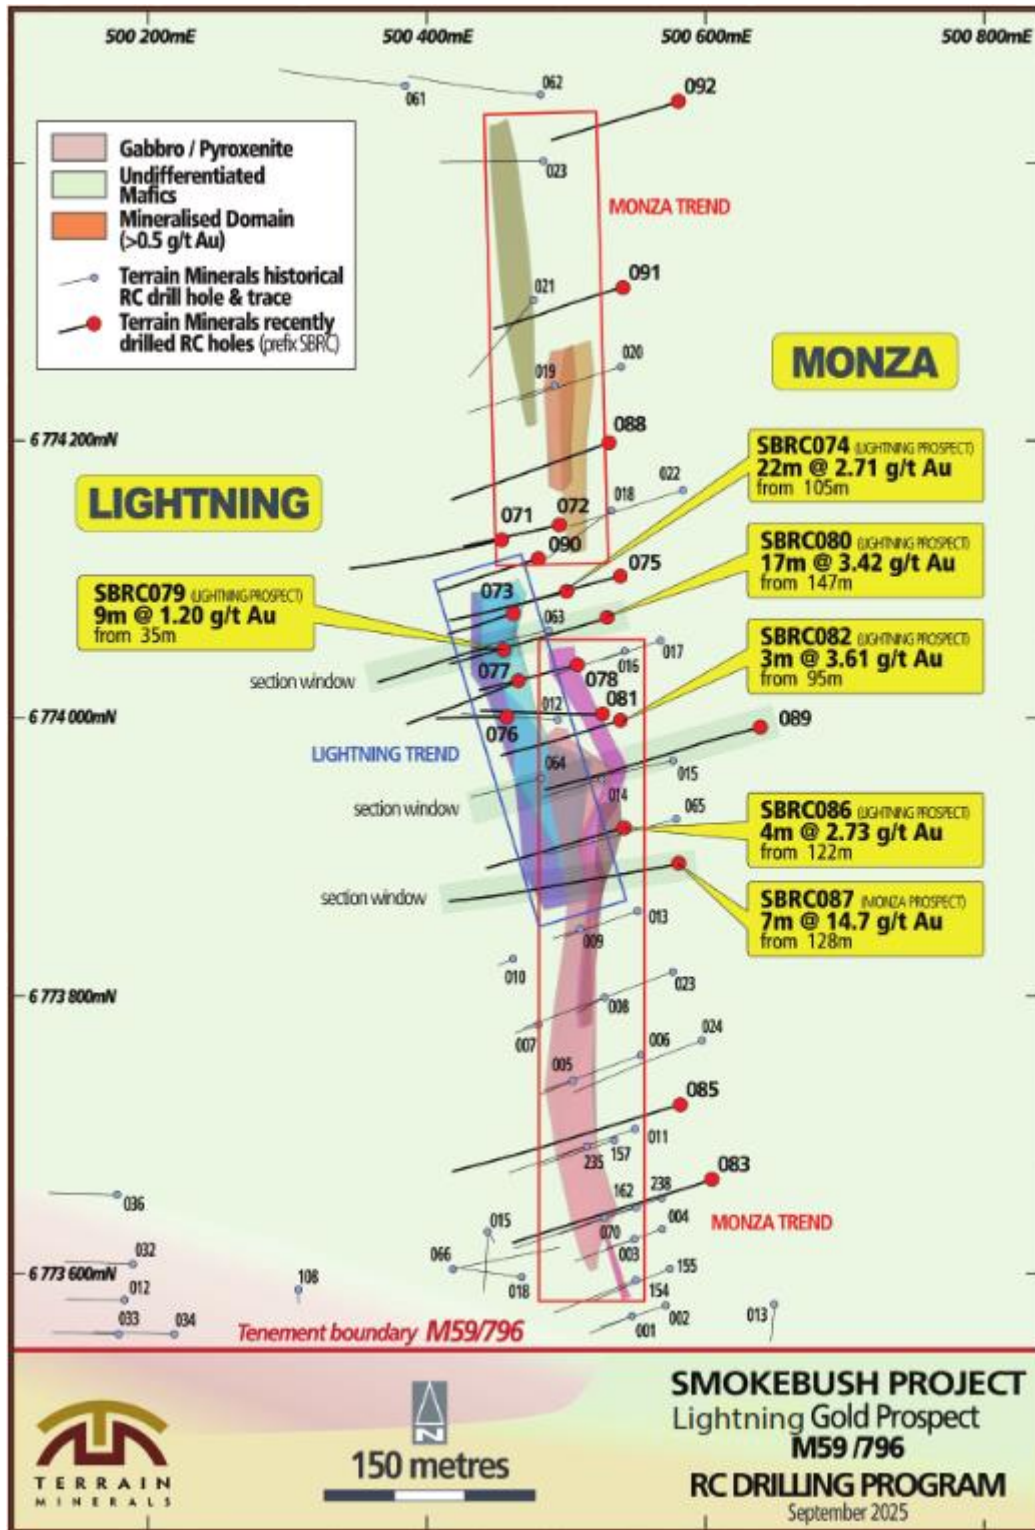 500 200mE
500 400mE
500 600mE
500 800mE
061
062
092
Gabbro / Pyroxenite
Undifferentiated
Mafics
Mineralised Domain
(>0.5 g/t Au)
Terrain Minerals historical
RC drill hole & trace
Terrain Minerals recently
drilled RC holes (prefix SBRC)
023
MONZA TREND
091
021
020
019
MONZA
6 774 200mN
088
SBRC074 (LIGHTNING PROSPECT)
22m @ 2.71 g/t Au
from 105m
LIGHTNING
022
018
071
072
090
075
SBRC080 (LIGHTNING PROSPECT)
17m @ 3.42 g/t Au
from 147m
SBRC079 (LIGHTNING PROSPECT)
9m @ 1.20 g/t Au
from 35m
073
063
017
016
SBRC082 (LIGHTNING PROSPECT)
3m @ 3.61 g/t Au
from 95m
section window
077
078
6 774 000mN
012
081
076
089
LIGHTNING TREND
064
015
014
section window
065
SBRC086 (LIGHTNING PROSPECT)
4m @ 2.73 g/t Au
from 122m
section window
SBRC087 (MONZA PROSPECT)
7m @ 14.7 g/t Au
from 128m
013
009
010
6 773 800mN
023
008
007
024
006
005
085
011
157
235
083
036
162
238
015
004
070
MONZA TREND
003
032
066
018
155
108
012
154
002
013
033
034
001
6 773 600mN
Tenement boundary M59/796
TERRAIN
MINERALS
N
150 metres
SMOKEBUSH PROJECT
Lightning Gold Prospect
M59 /796
RC DRILLING PROGRAM
September 2025